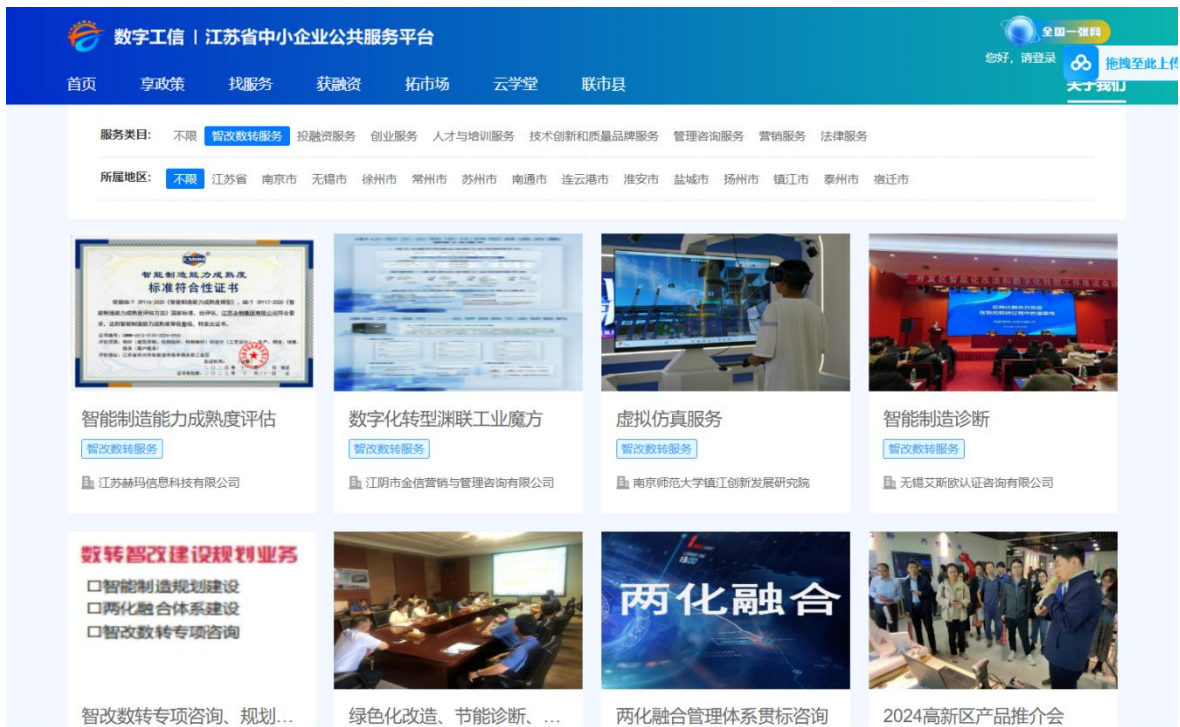 数字工信 | 江苏省中小企业公共服务平台
全国一张网
您好，请登录
拖拽至此上传
首页 享政策 找服务 获融资 拓市场 云学堂 联市县 关于我们
服务类目： 不限 智改数转服务 投融资服务 创业服务 人才与培训服务 技术创新和质量品牌服务 管理咨询服务 营销服务 法律服务
所属地区： 不限 江苏省 南京市 无锡市 徐州市 常州市 苏州市 南通市 连云港市 淮安市 盐城市 扬州市 镇江市 泰州市 宿迁市
CMMM
智能制造能力成熟度
标准符合性证书
智能制造能力成熟度评估
智改数转服务
江苏赫玛信息科技有限公司
数字化转型渊联工业魔方
智改数转服务
江阴市金信营销与管理咨询有限公司
虚拟仿真服务
智改数转服务
南京师范大学镇江创新发展研究院
智能制造诊断
智改数转服务
无锡艾斯欧认证咨询有限公司
数转智改建设规划业务
口智能制造规划建设
口两化融合体系建设
口智改数转专项咨询
智改数转专项咨询、规划...
绿色化改造、节能诊断、...
两化融合
两化融合管理体系贯标咨询
2024高新区产品推介会